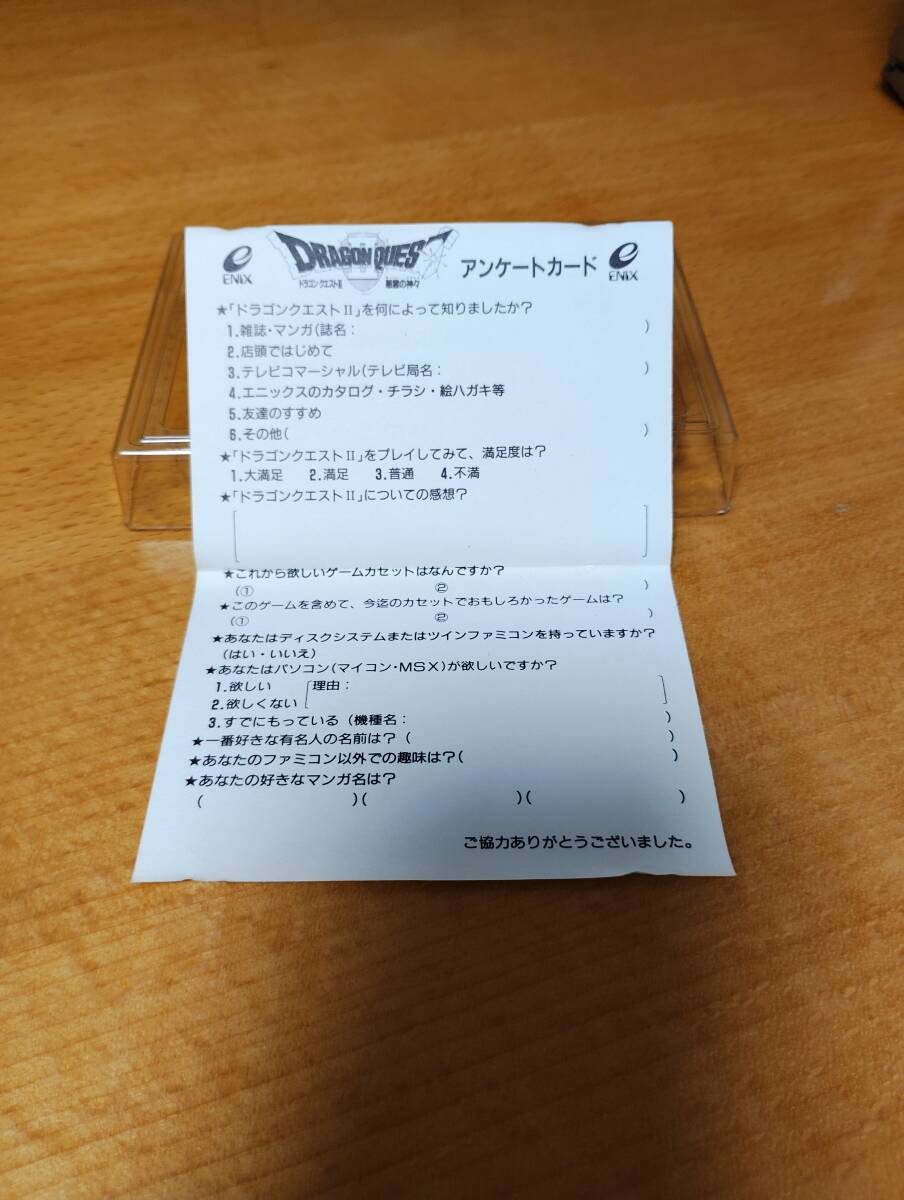 ENIX
DRAGON QUEST
ドラゴンクエストII 悪霊の神々
アンケートカード
ENIX
★「ドラゴンクエストII」を何によって知りましたか?
1.雑誌・マンガ(誌名: )
2.店頭ではじめて
3.テレビコマーシャル(テレビ局名: )
4.エニックスのカタログ・チラシ・絵ハガキ等
5.友達のすすめ
6.その他( )
★「ドラゴンクエストII」をプレイしてみて、満足度は?
1.大満足 2.満足 3.普通 4.不満
★「ドラゴンクエストII」についての感想?
★これから欲しいゲームカセットはなんですか?
(① ② )
★このゲームを含めて、今迄のカセットでおもしろかったゲームは?
(① ② )
★あなたはディスクシステムまたはツインファミコンを持っていますか?
(はい・いいえ)
★あなたはパソコン(マイコン・MSX)が欲しいですか?
1.欲しい 理由:
2.欲しくない
3.すでにもっている (機種名: )
★一番好きな有名人の名前は? ( )
★あなたのファミコン以外での趣味は?( )
★あなたの好きなマンガ名は?
( )( )( )
ご協力ありがとうございました。